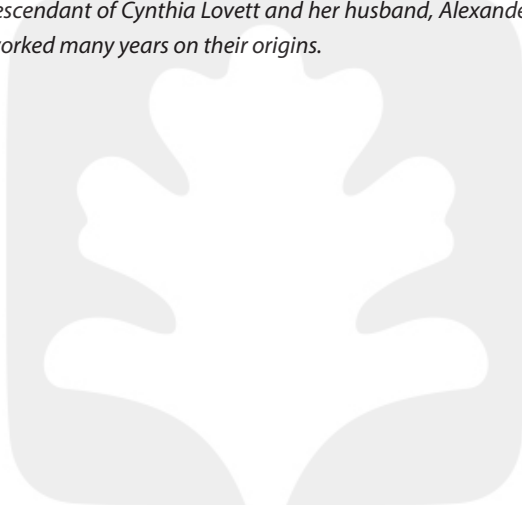 escendant of Cynthia Lovett and her husband, Alexande
orked many years on their origins.